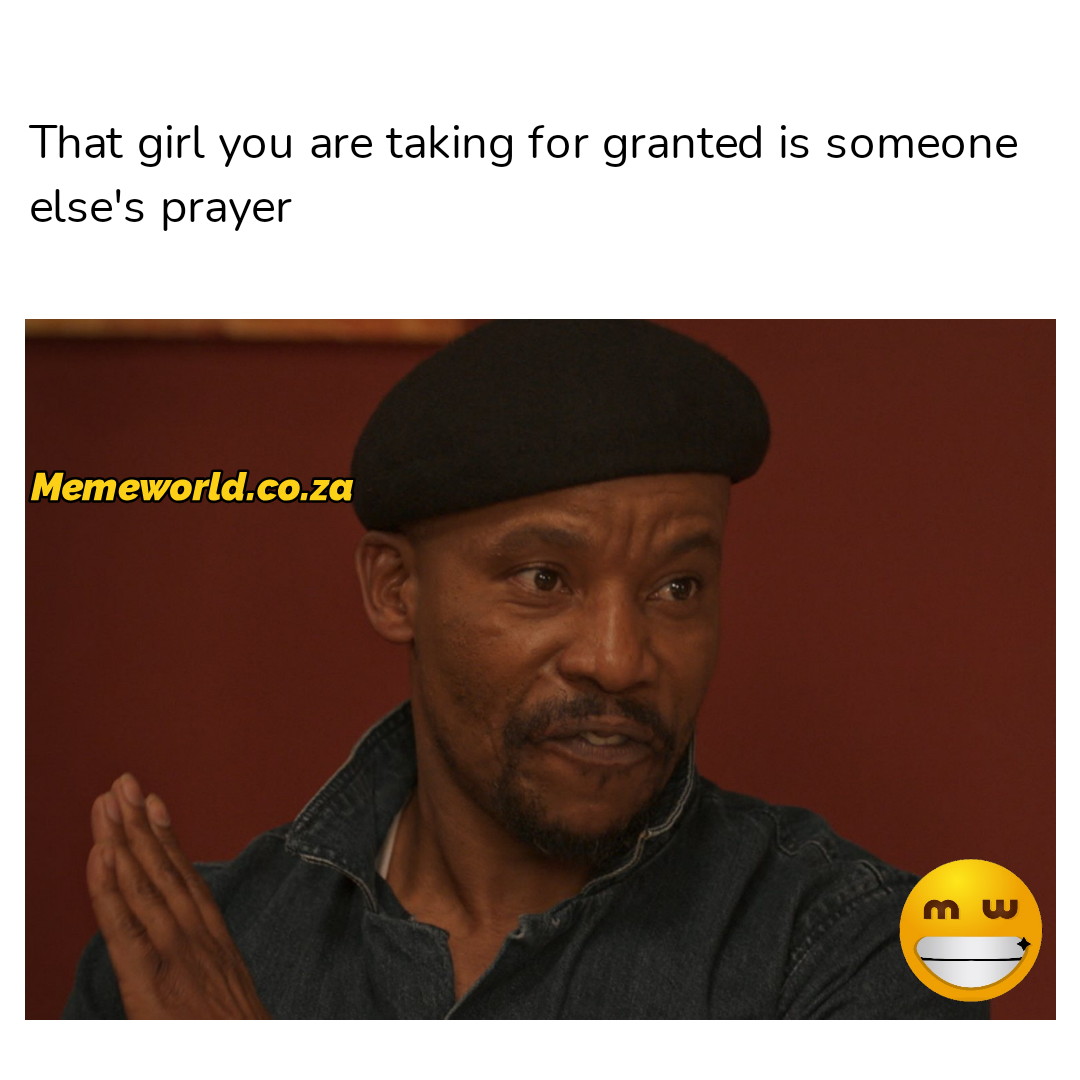 That girl you are taking for granted is someone
else's prayer
Memeworld.co.za
m w